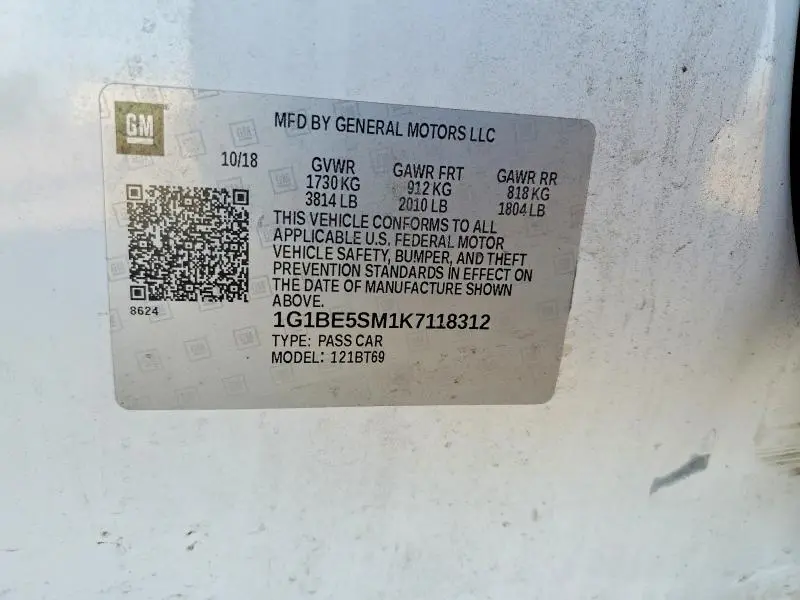 GM
MFD BY GENERAL MOTORS LLC
10/18 GVWR GAWR FRT GAWR RR
1730 KG 912 KG 818 KG
3814 LB 2010 LB 1804 LB
THIS VEHICLE CONFORMS TO ALL
APPLICABLE U.S. FEDERAL MOTOR
VEHICLE SAFETY, BUMPER, AND THEFT
PREVENTION STANDARDS IN EFFECT ON
THE DATE OF MANUFACTURE SHOWN
ABOVE.
8624
1G1BE5SM1K7118312
TYPE: PASS CAR
MODEL: 121BT69